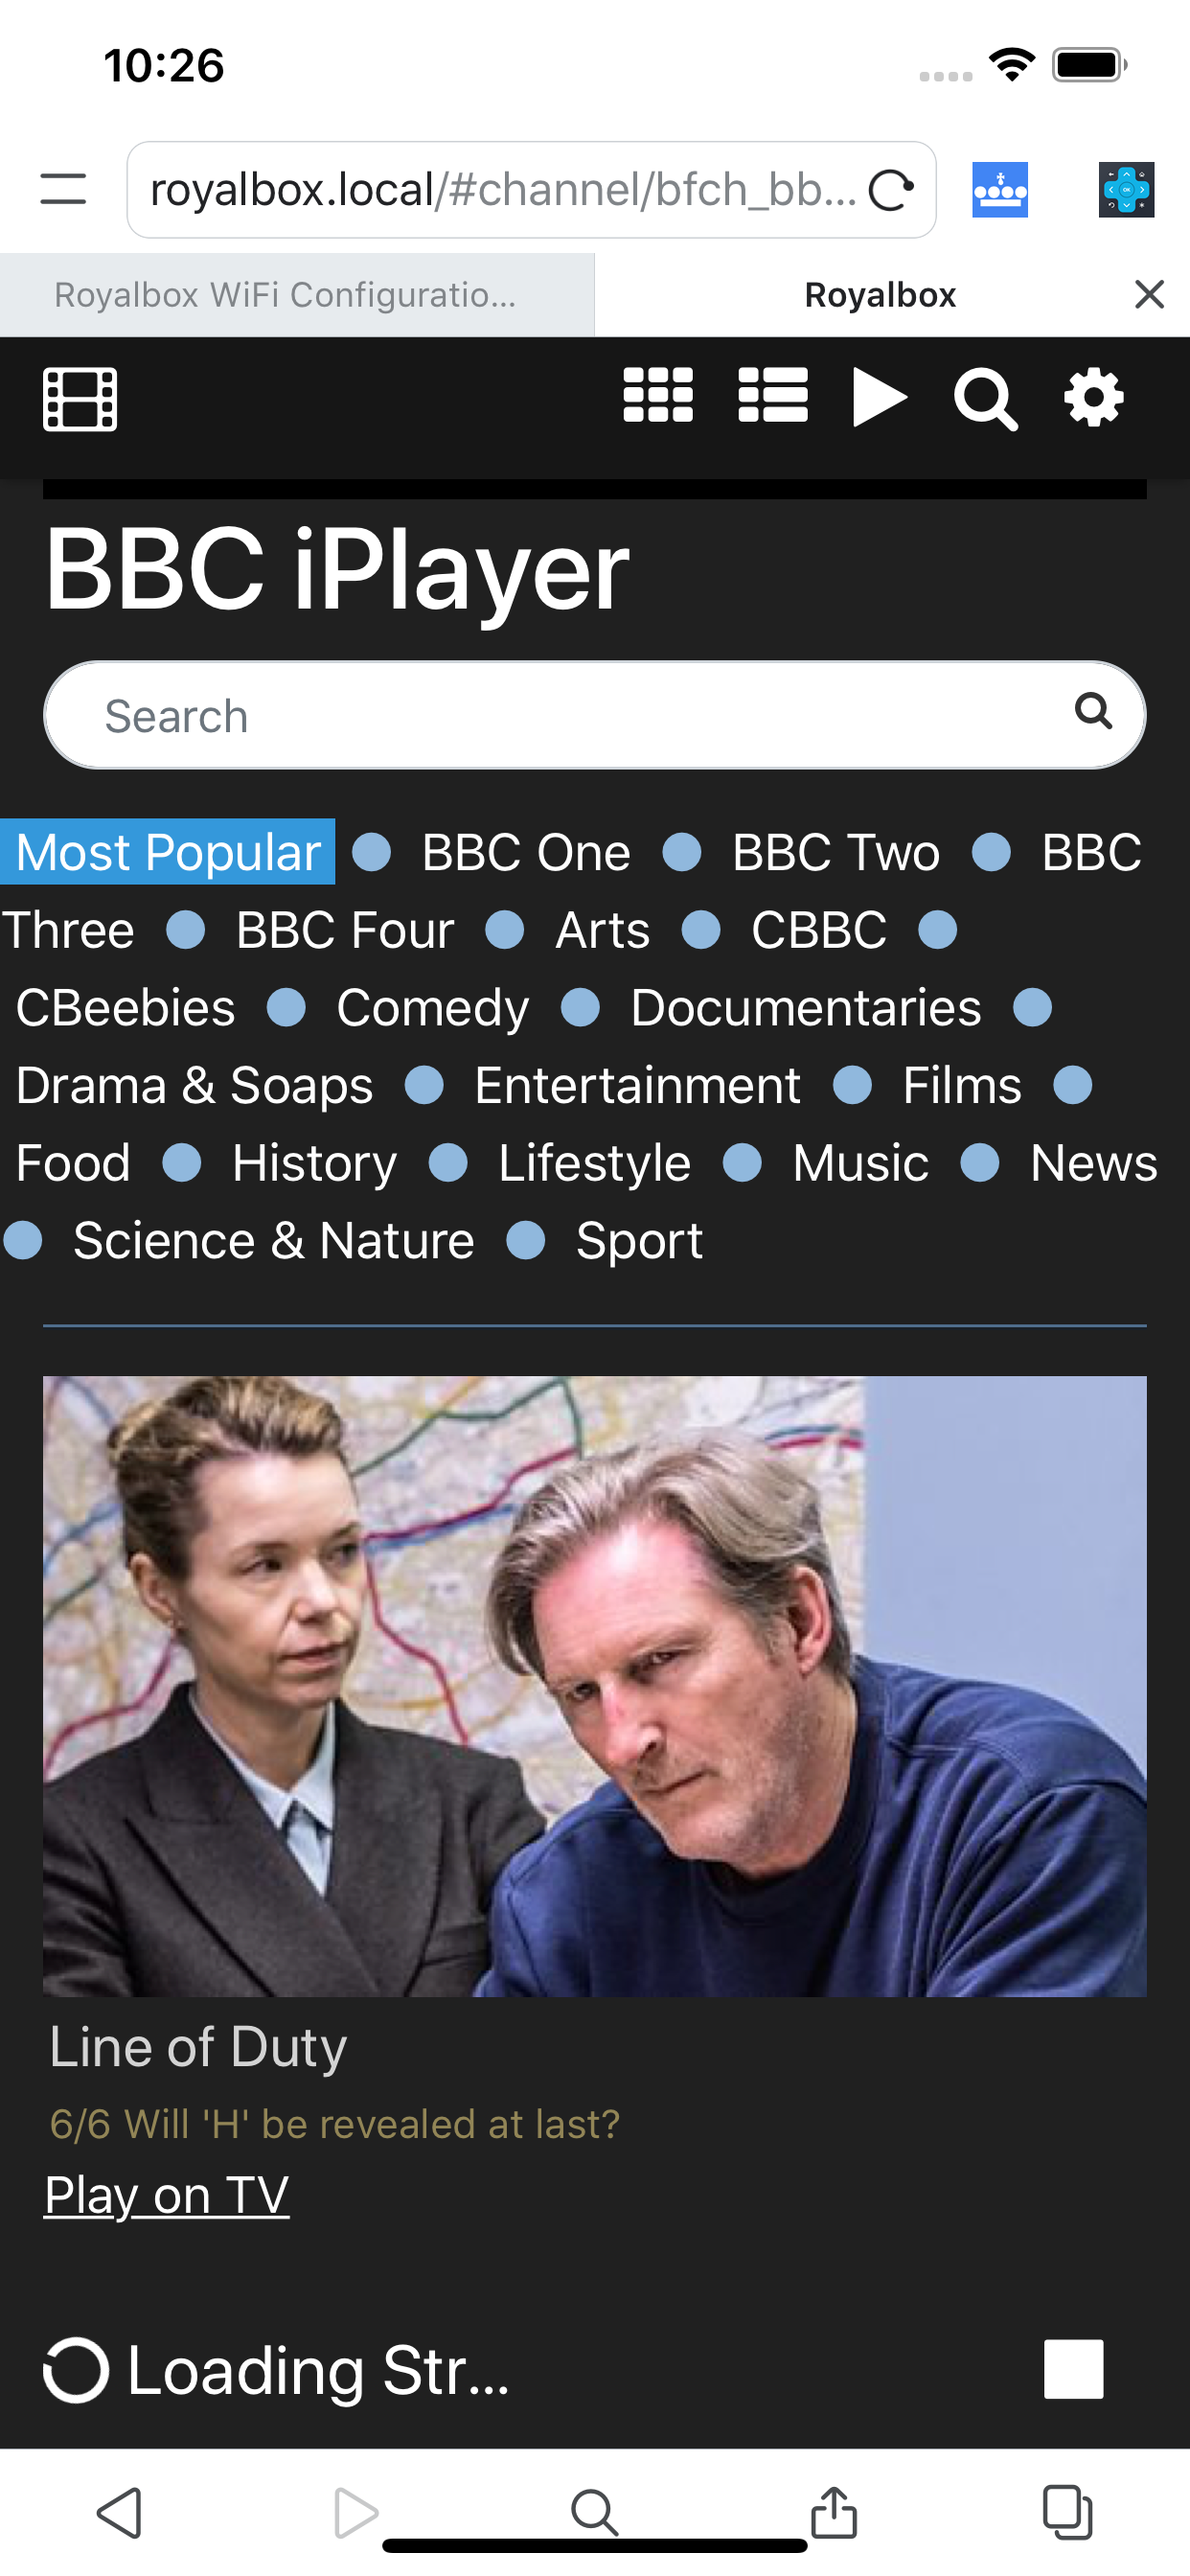 10:26
royalbox.local/#channel/bfch_bb...
Royalbox WiFi Configuratio...
Royalbox
BBC iPlayer
Search
Most Popular ● BBC One ● BBC Two ● BBC
Three ● BBC Four ● Arts ● CBBC ●
CBeebies ● Comedy ● Documentaries ●
Drama & Soaps ● Entertainment ● Films ●
Food ● History ● Lifestyle ● Music ● News
● Science & Nature ● Sport
Line of Duty
6/6 Will 'H' be revealed at last?
Play on TV
Loading Str...